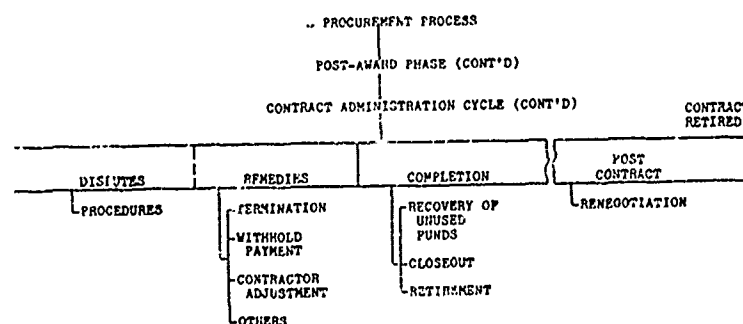 .. PROCUREMENT PROCESS
POST-AWARD PHASE (CONT'D)
CONTRACT ADMINISTRATION CYCLE (CONT'D)
CONTRACT
RETIRED
DISPUTES
REMEDIES
COMPLETION
POST
CONTRACT
PROCEDURES
TERMINATION
WITHHOLD
PAYMENT
CONTRACTOR
ADJUSTMENT
OTHERS
RECOVERY OF
UNUSED
FUNDS
CLOSEOUT
RETIREMENT
RENEGOTIATION